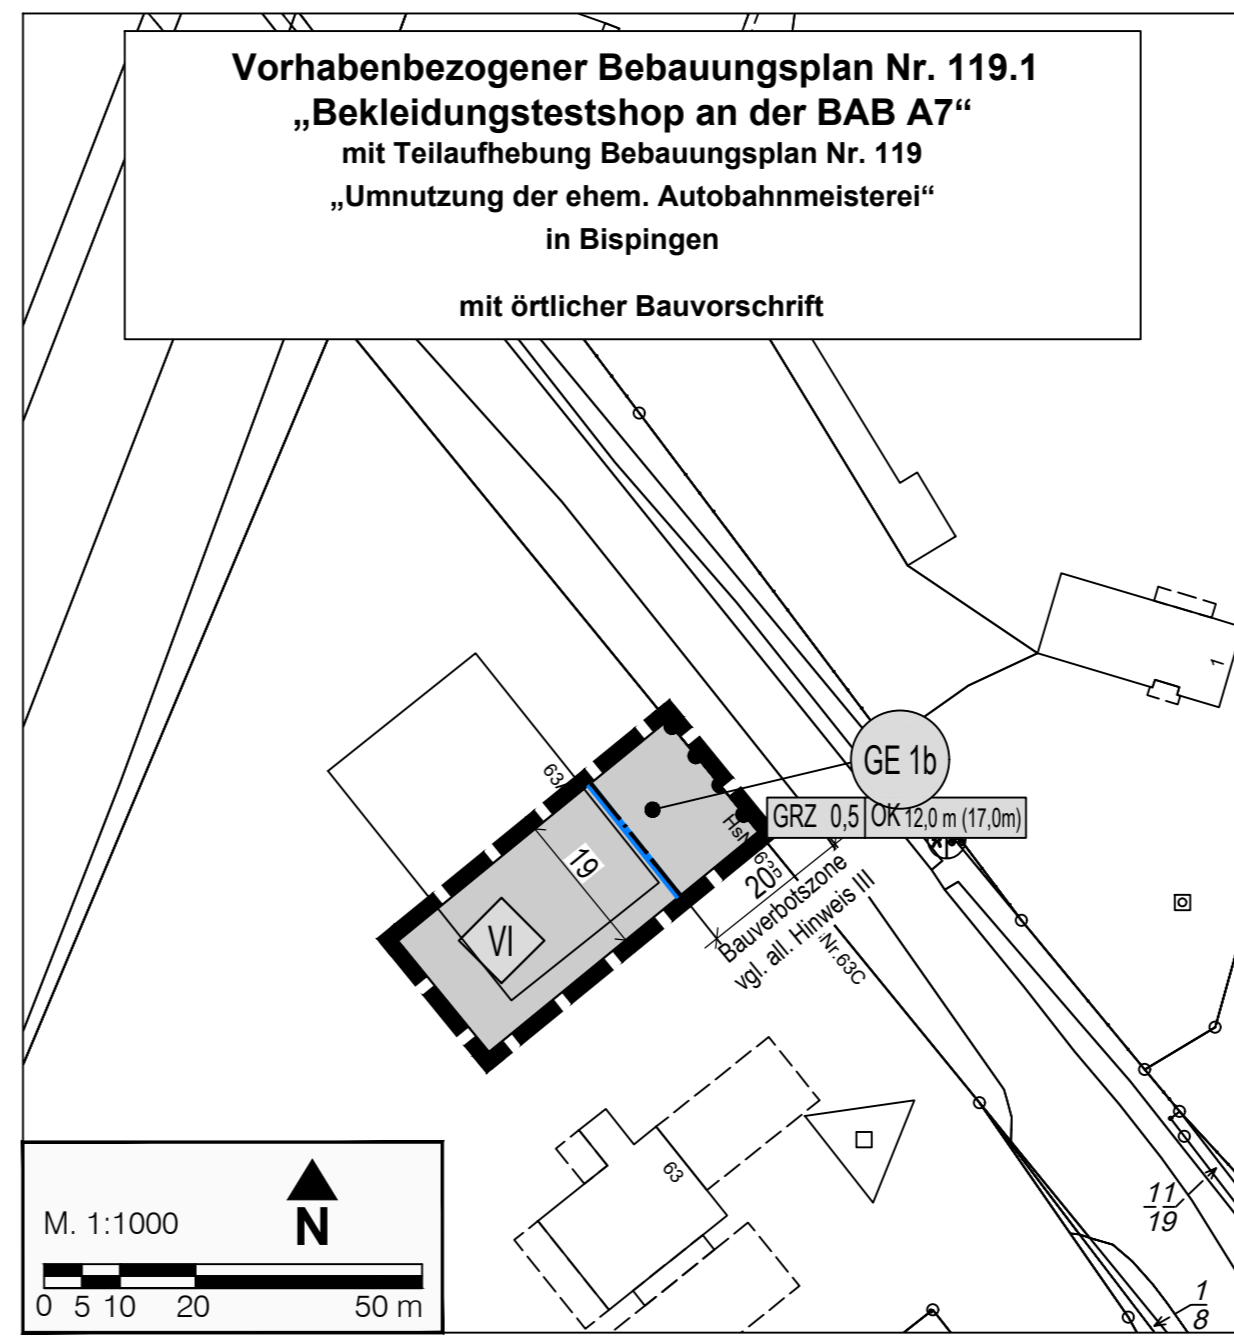 Vorhabenbezogener Bebauungsplan Nr. 119.1
„Bekleidungstestshop an der BAB A7“
mit Teilaufhebung Bebauungsplan Nr. 119
„Umnutzung der ehem. Autobahnmeisterei“
in Bispingen
mit örtlicher Bauvorschrift
1
GE 1b
GRZ 0,5
OK 12,0 m (17,0m)
19
20
Bauverbotszone
vgl. all. Hinweis III
Nr.63C
VI
63
11
19
1
8
M. 1:1000
N
0 5 10 20 50 m